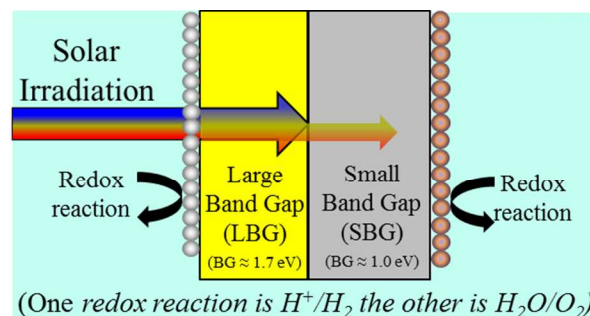 Solar
Irradiation
Redox
reaction
Large
Band Gap
(LBG)
(BG ≈ 1.7 eV)
Small
Band Gap
(SBG)
(BG ≈ 1.0 eV)
Redox
reaction
(One redox reaction is H⁺/H₂ the other is H₂O/O₂)